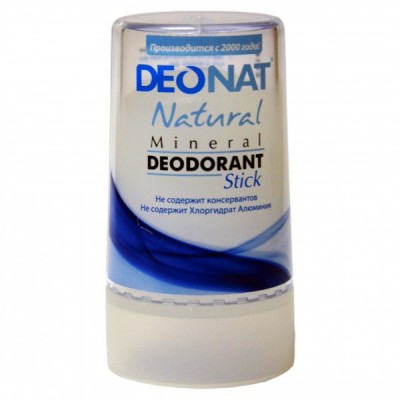 Производится с 2000 года!
DEONAT
Natural
Mineral
DEODORANT
Stick
Не содержит консервантов
Не содержит Хлоргидрат Алюминия